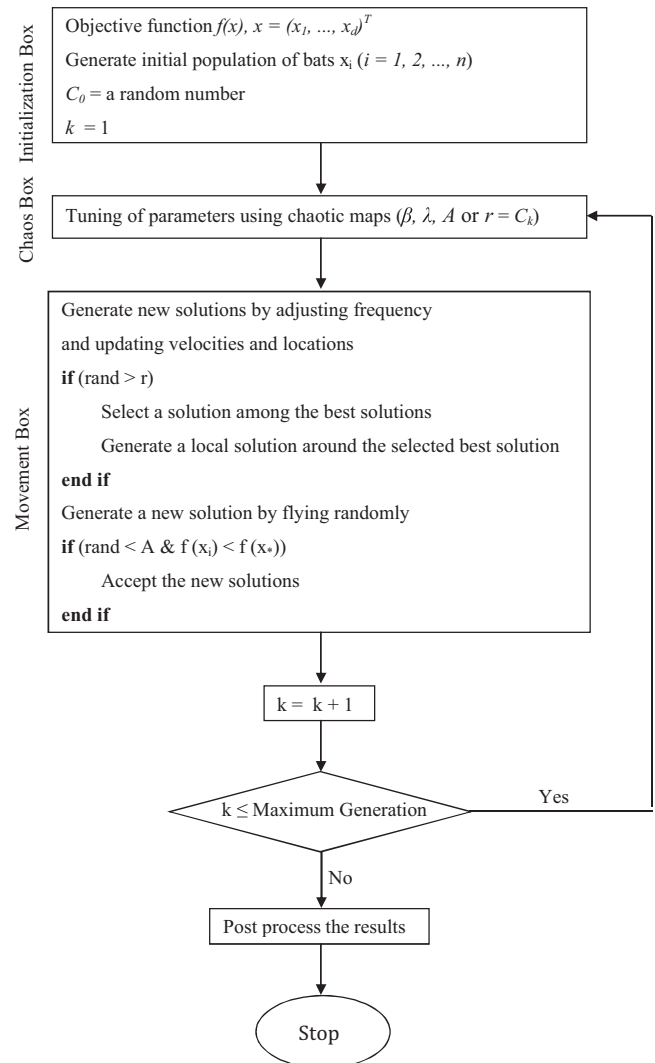 Initialization Box
Objective function f(x), x = (x₁, ..., x_d)ᵀ
Generate initial population of bats xᵢ (i = 1, 2, ..., n)
C₀ = a random number
k = 1
Chaos Box
Tuning of parameters using chaotic maps (β, λ, A or r = Cₖ)
Movement Box
Generate new solutions by adjusting frequency
and updating velocities and locations
if (rand > r)
Select a solution among the best solutions
Generate a local solution around the selected best solution
end if
Generate a new solution by flying randomly
if (rand < A & f (xᵢ) < f (x*))
Accept the new solutions
end if
k = k + 1
k ≤ Maximum Generation
Yes
No
Post process the results
Stop